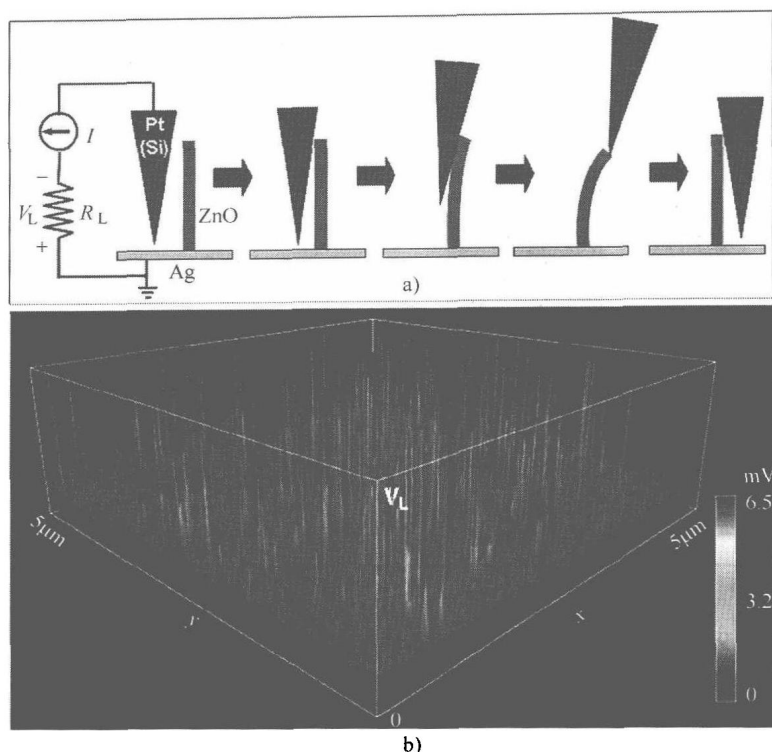 Pt
(Si)
I
−
V_L R_L
+
ZnO
Ag
a)
V_L
mV
6.5
3.2
0
5μm
5μm
y
x
0
b)